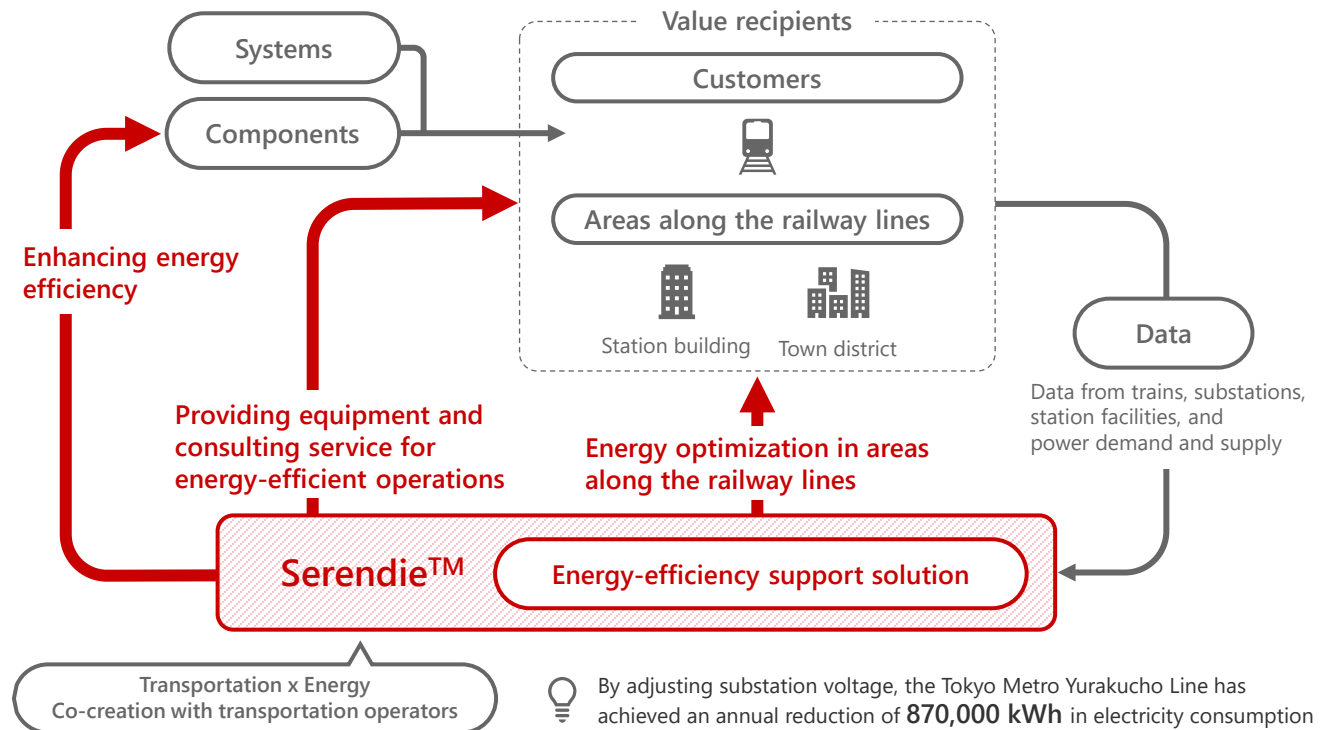 Value recipients
Systems
Components
Customers
Areas along the railway lines
Station building
Town district
Enhancing energy
efficiency
Data
Data from trains, substations,
station facilities, and
power demand and supply
Providing equipment and
consulting service for
energy-efficient operations
Energy optimization in areas
along the railway lines
Serendie™
Energy-efficiency support solution
Transportation x Energy
Co-creation with transportation operators
By adjusting substation voltage, the Tokyo Metro Yurakucho Line has
achieved an annual reduction of 870,000 kWh in electricity consumption